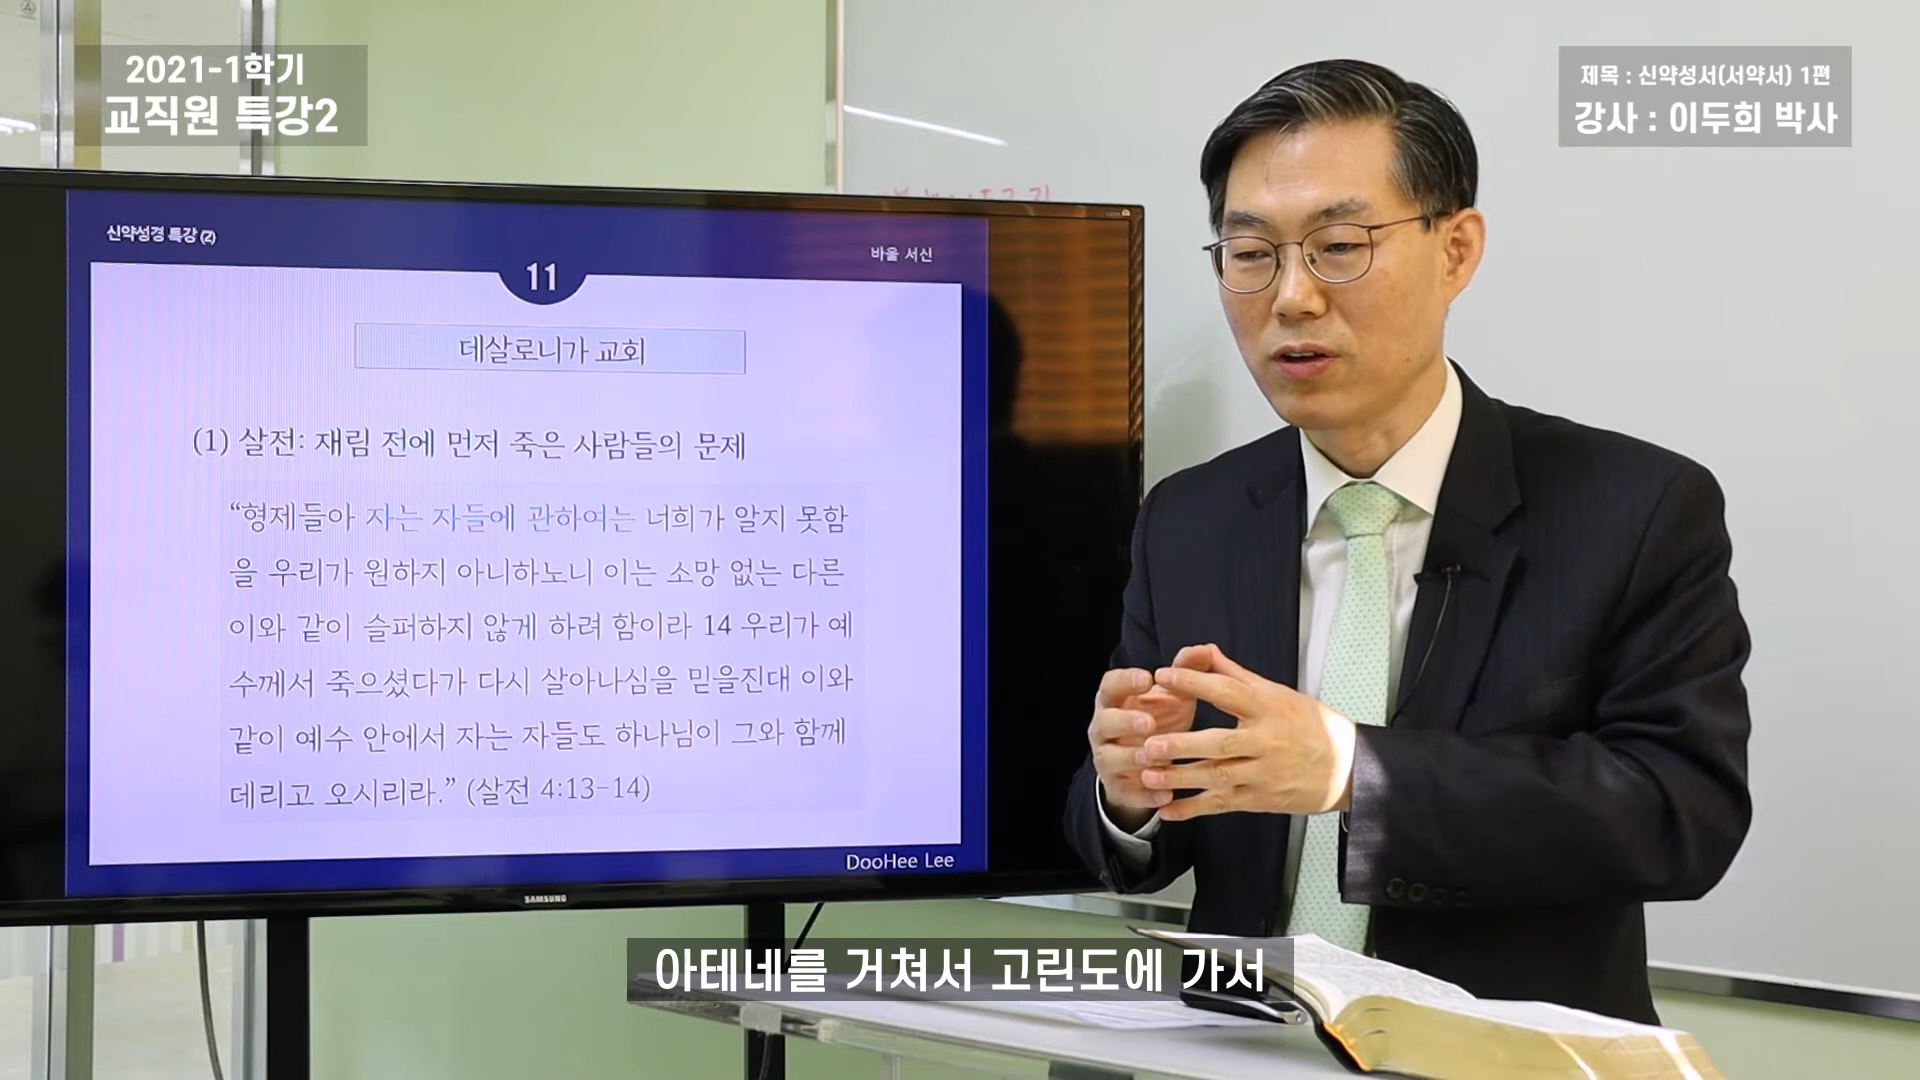 2021-1학기
교직원 특강2
제목 : 신약성서(서약서) 1편
강사 : 이두희 박사
신약성경 특강 (2)
바울 서신
11
데살로니가 교회
(1) 살전: 재림 전에 먼저 죽은 사람들의 문제
“형제들아 자는 자들에 관하여는 너희가 알지 못함
을 우리가 원하지 아니하노니 이는 소망 없는 다른
이와 같이 슬퍼하지 않게 하려 함이라 14 우리가 예
수께서 죽으셨다가 다시 살아나심을 믿을진대 이와
같이 예수 안에서 자는 자들도 하나님이 그와 함께
데리고 오시리라.” (살전 4:13-14)
DooHee Lee
SAMSUNG
아테네를 거쳐서 고린도에 가서